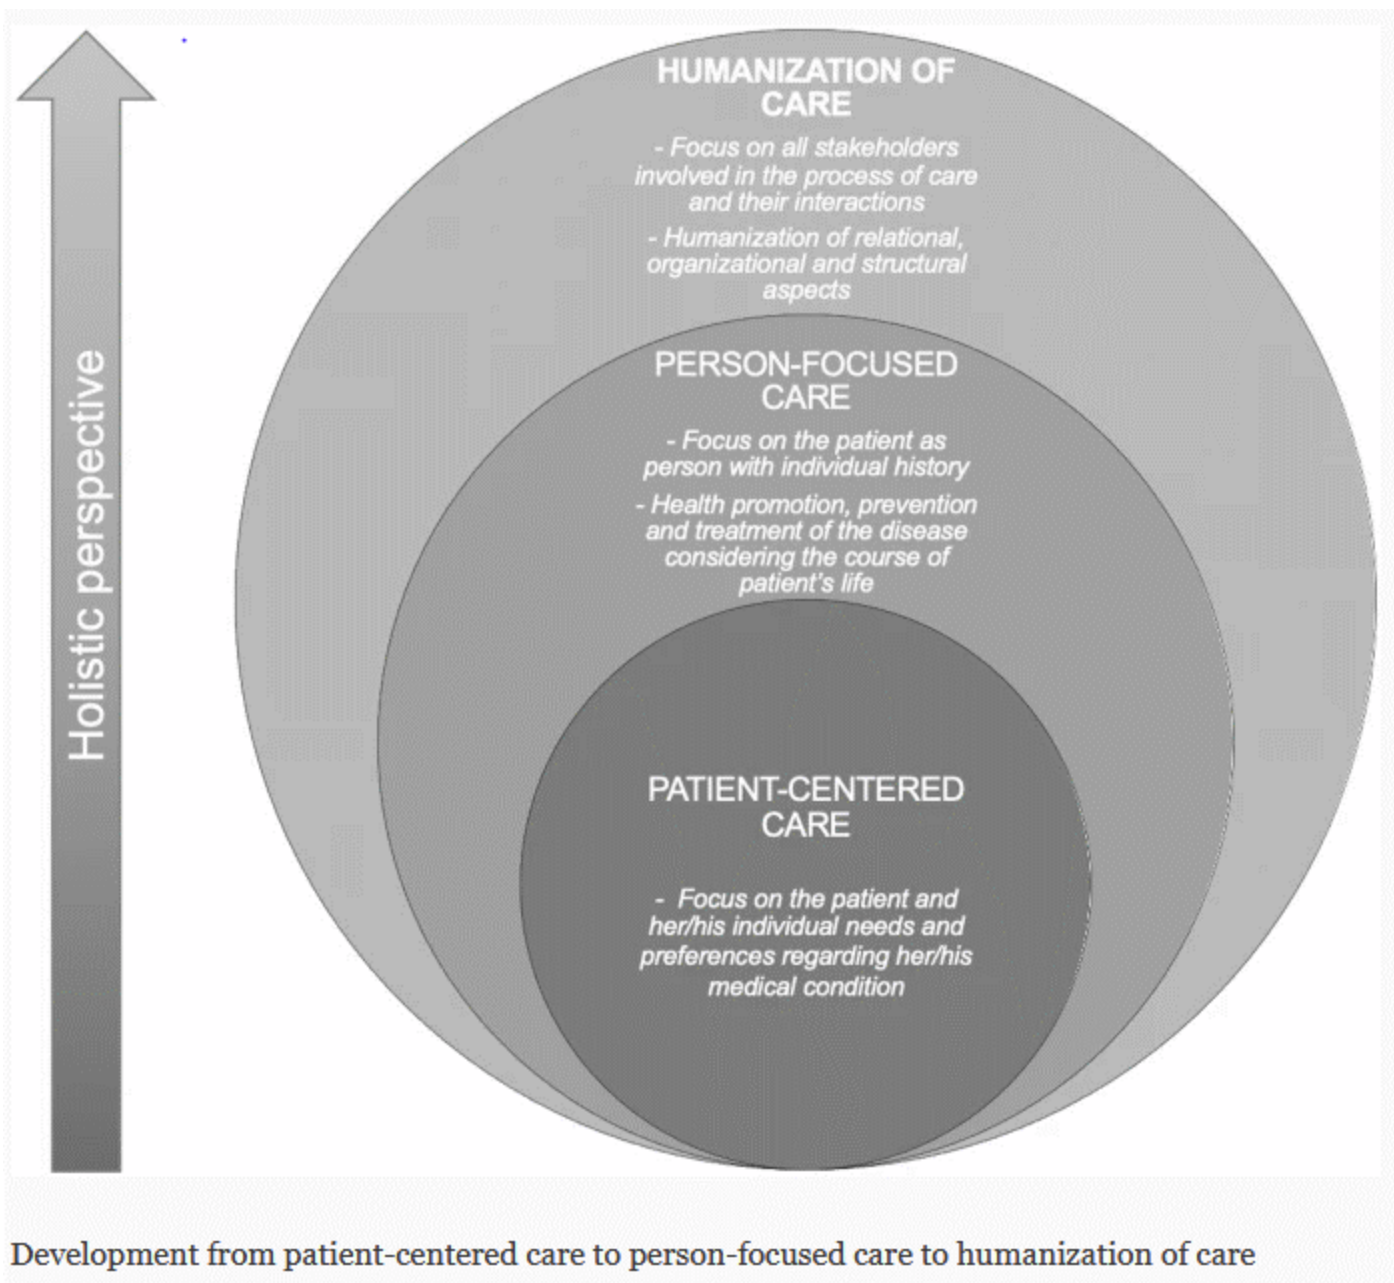 HUMANIZATION OF
CARE
- Focus on all stakeholders
involved in the process of care
and their interactions
- Humanization of relational,
organizational and structural
aspects
PERSON-FOCUSED
CARE
- Focus on the patient as
person with individual history
- Health promotion, prevention
and treatment of the disease
considering the course of
patient's life
PATIENT-CENTERED
CARE
- Focus on the patient and
her/his individual needs and
preferences regarding her/his
medical condition
Holistic perspective
Development from patient-centered care to person-focused care to humanization of care